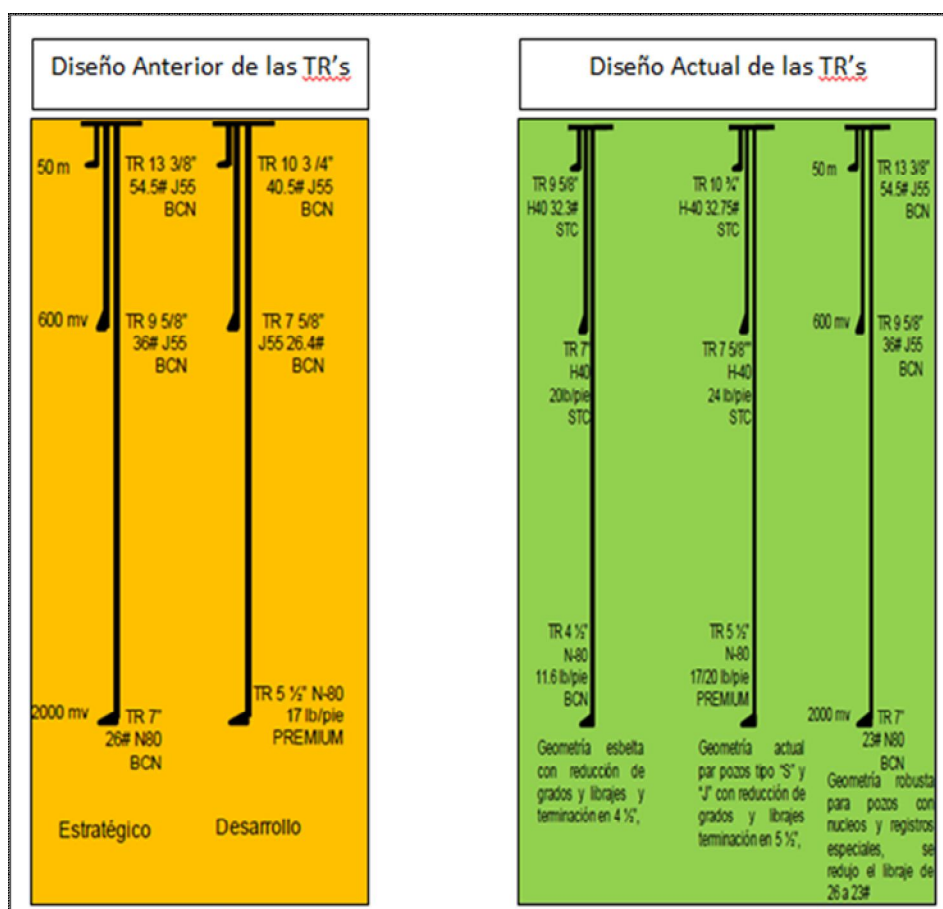 Diseño Anterior de las TR's
50 m
TR 13 3/8"
54.5# J55
BCN
TR 10 3 /4"
40.5# J55
BCN
600 mv
TR 9 5/8"
36# J55
BCN
TR 7 5/8"
J55 26.4#
BCN
2000 mv
TR 7"
26# N80
BCN
TR 5 ½" N-80
17 lb/pie
PREMIUM
Estratégico
Desarrollo
Diseño Actual de las TR's
TR 9 5/8"
H40 32.3#
STC
TR 7"
H40
20lb/pie
STC
TR 4 ½"
N-80
11.6 lb/pie
BCN
Geometría esbelta
con reducción de
grados y librajes y
terminación en 4 ½",
TR 10 ¾"
H-40 32.75#
STC
TR 7 5/8""
H-40
24 lb/pie
STC
TR 5 ½"
N-80
17/20 lb/pie
PREMIUM
Geometría actual
par pozos tipo "S" y
"J" con reducción de
grados y librajes
terminación en 5 ½",
50 m
TR 13 3/8"
54.5# J55
BCN
600 mv
TR 9 5/8"
36# J55
BCN
2000 mv
TR 7"
23# N80
BCN
Geometría robusta
para pozos con
nucleos y registros
especiales, se
redujo el libraje de
26 a 23#